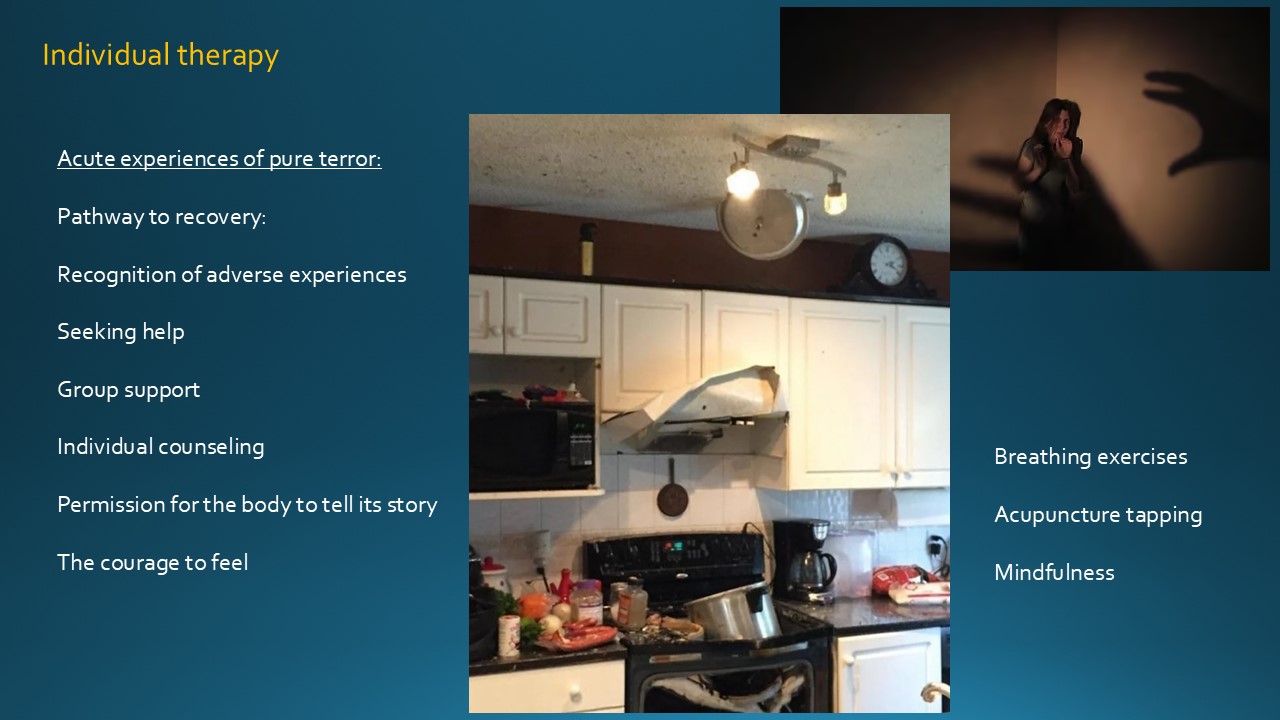 Individual therapy
Acute experiences of pure terror:
Pathway to recovery:
Recognition of adverse experiences
Seeking help
Group support
Individual counseling
Permission for the body to tell its story
The courage to feel
Breathing exercises
Acupuncture tapping
Mindfulness